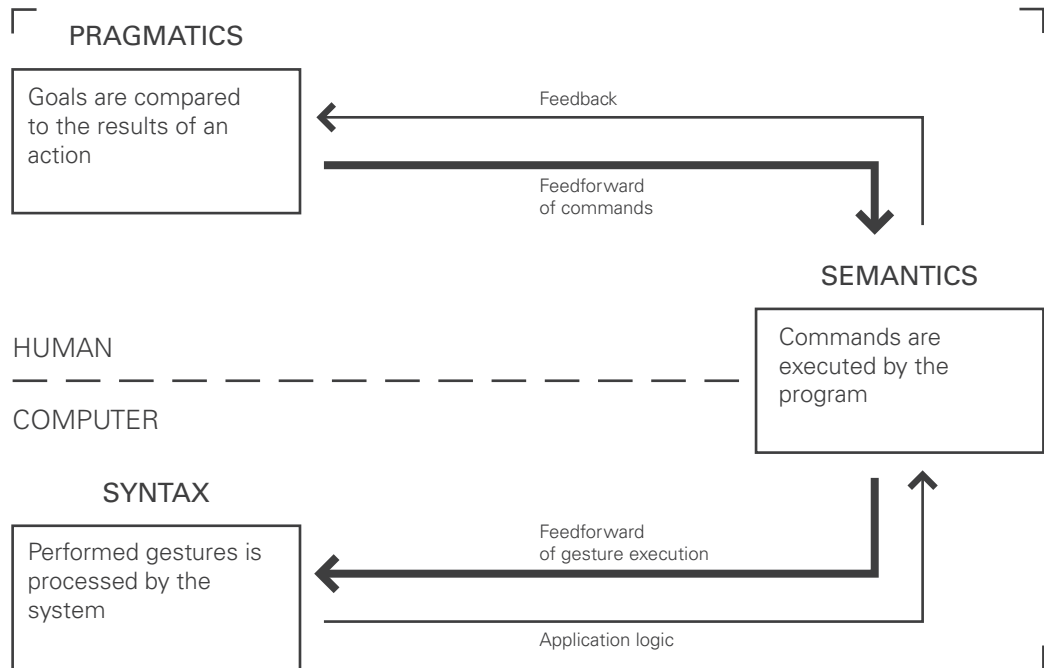 PRAGMATICS
Goals are compared
to the results of an
action
Feedback
Feedforward
of commands
SEMANTICS
Commands are
executed by the
program
HUMAN
COMPUTER
SYNTAX
Performed gestures is
processed by the
system
Feedforward
of gesture execution
Application logic